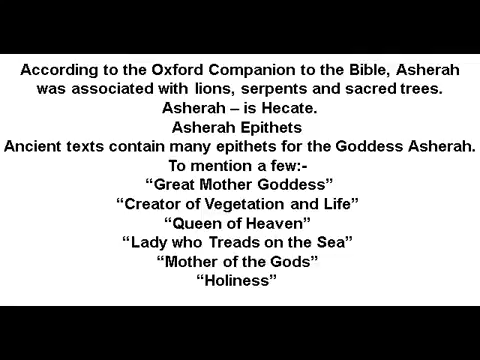 According to the Oxford Companion to the Bible, Asherah
was associated with lions, serpents and sacred trees.
Asherah – is Hecate.
Asherah Epithets
Ancient texts contain many epithets for the Goddess Asherah.
To mention a few:-
“Great Mother Goddess”
“Creator of Vegetation and Life”
“Queen of Heaven”
“Lady who Treads on the Sea”
“Mother of the Gods”
“Holiness”